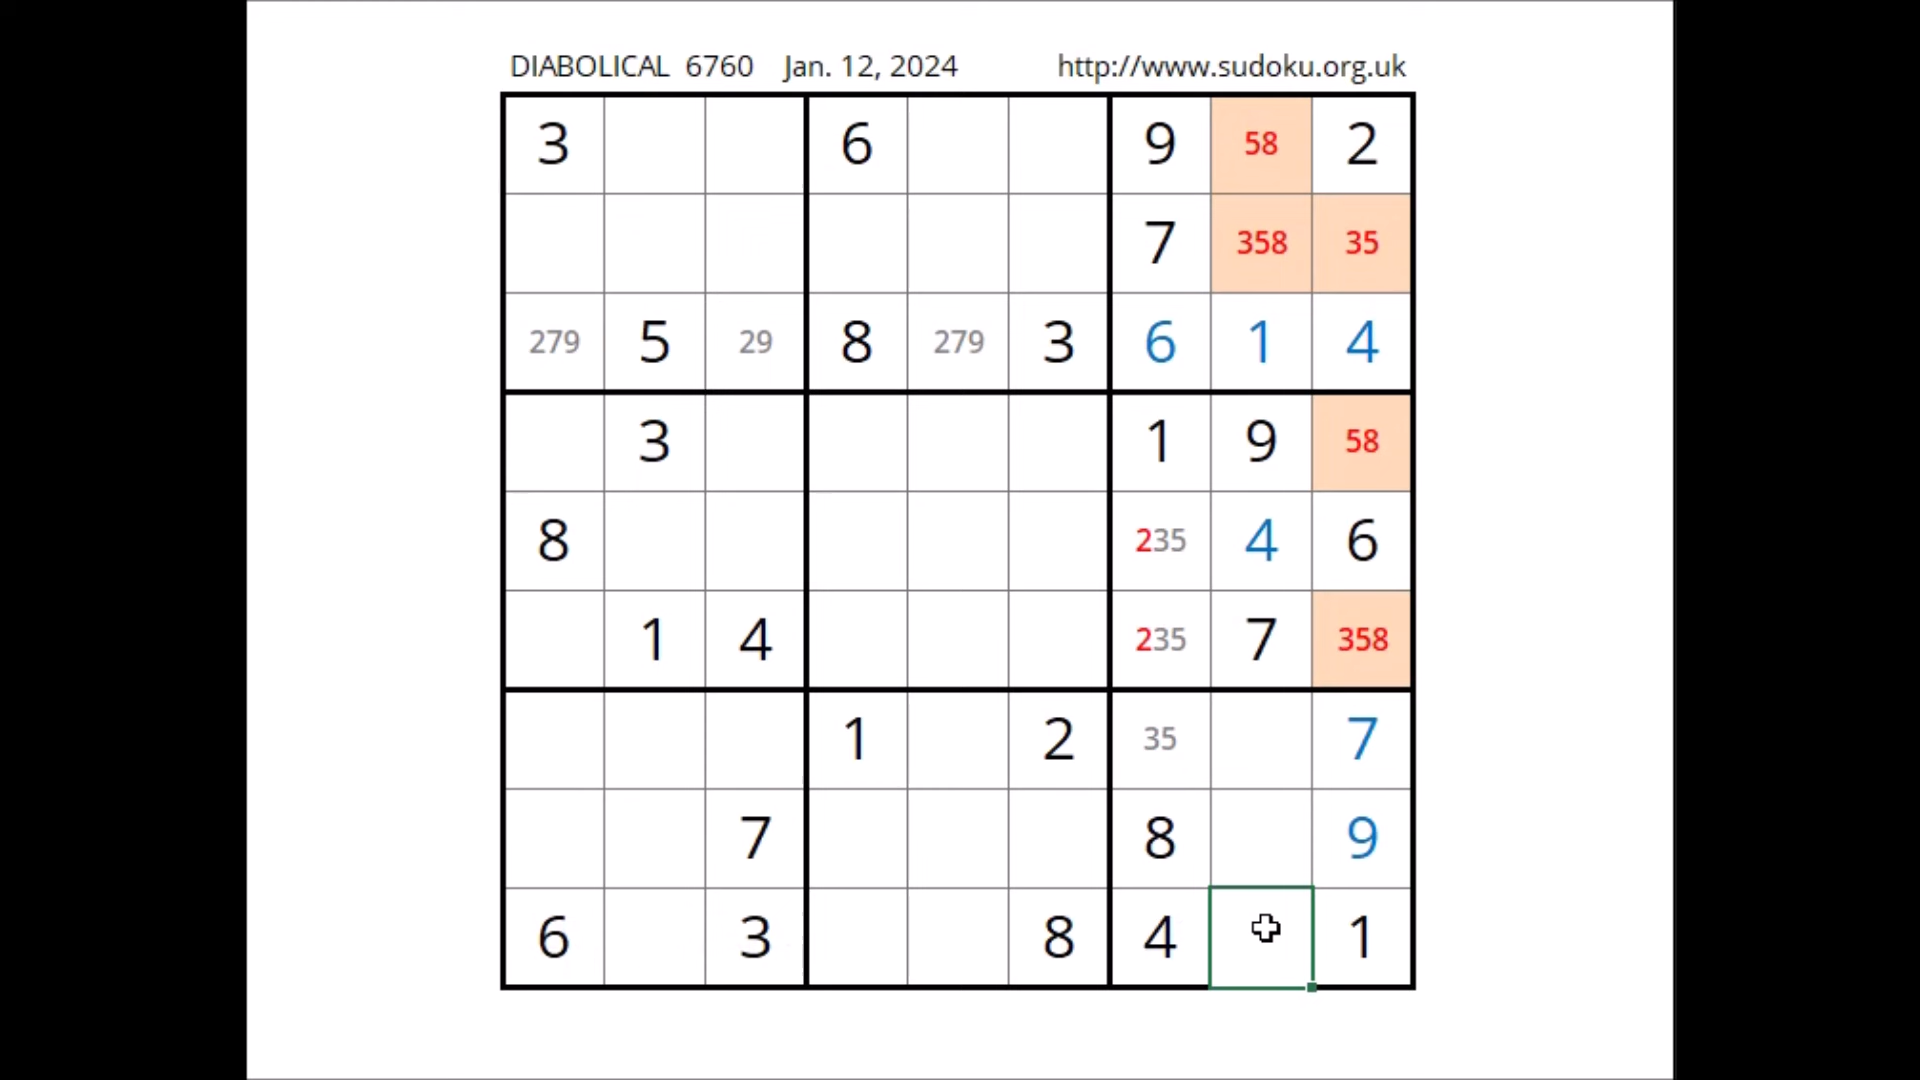 DIABOLICAL 6760 Jan. 12, 2024 http://www.sudoku.org.uk
3 6 9 58 2
7 358 35
279 5 29 8 279 3 6 1 4
3 1 9 58
8 235 4 6
1 4 235 7 358
1 2 35 7
7 8 9
6 3 8 4 1